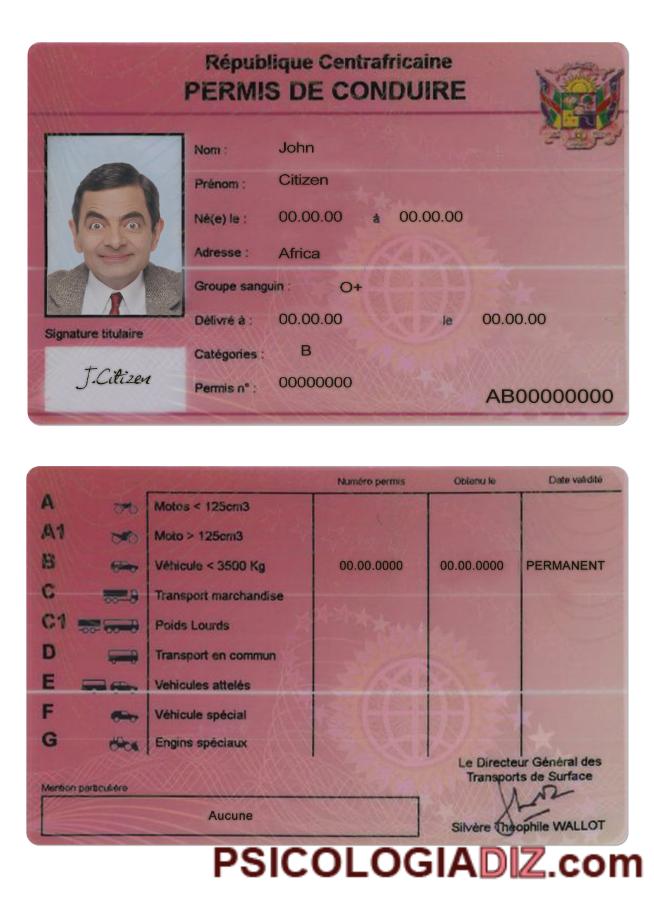 République Centrafricaine
PERMIS DE CONDUIRE
Nom : John
Prénom : Citizen
Né(e) le : 00.00.00 à 00.00.00
Adresse : Africa
Groupe sanguin : O+
Délivré à : 00.00.00 le 00.00.00
Signature titulaire
Catégories : B
J.Citizen
Permis n° : 00000000
AB00000000
Numéro permis Obtenu le Date validité
A Motos < 125cm3
A1 Moto > 125cm3
B Véhicule < 3500 Kg 00.00.0000 00.00.0000 PERMANENT
C Transport marchandise
C1 Poids Lourds
D Transport en commun
E Vehicules attelés
F Véhicule spécial
G Engins spéciaux
Le Directeur Général des
Transports de Surface
Mention particulière
Aucune
Silvère Théophile WALLOT
PSICOLOGIADIZ.com